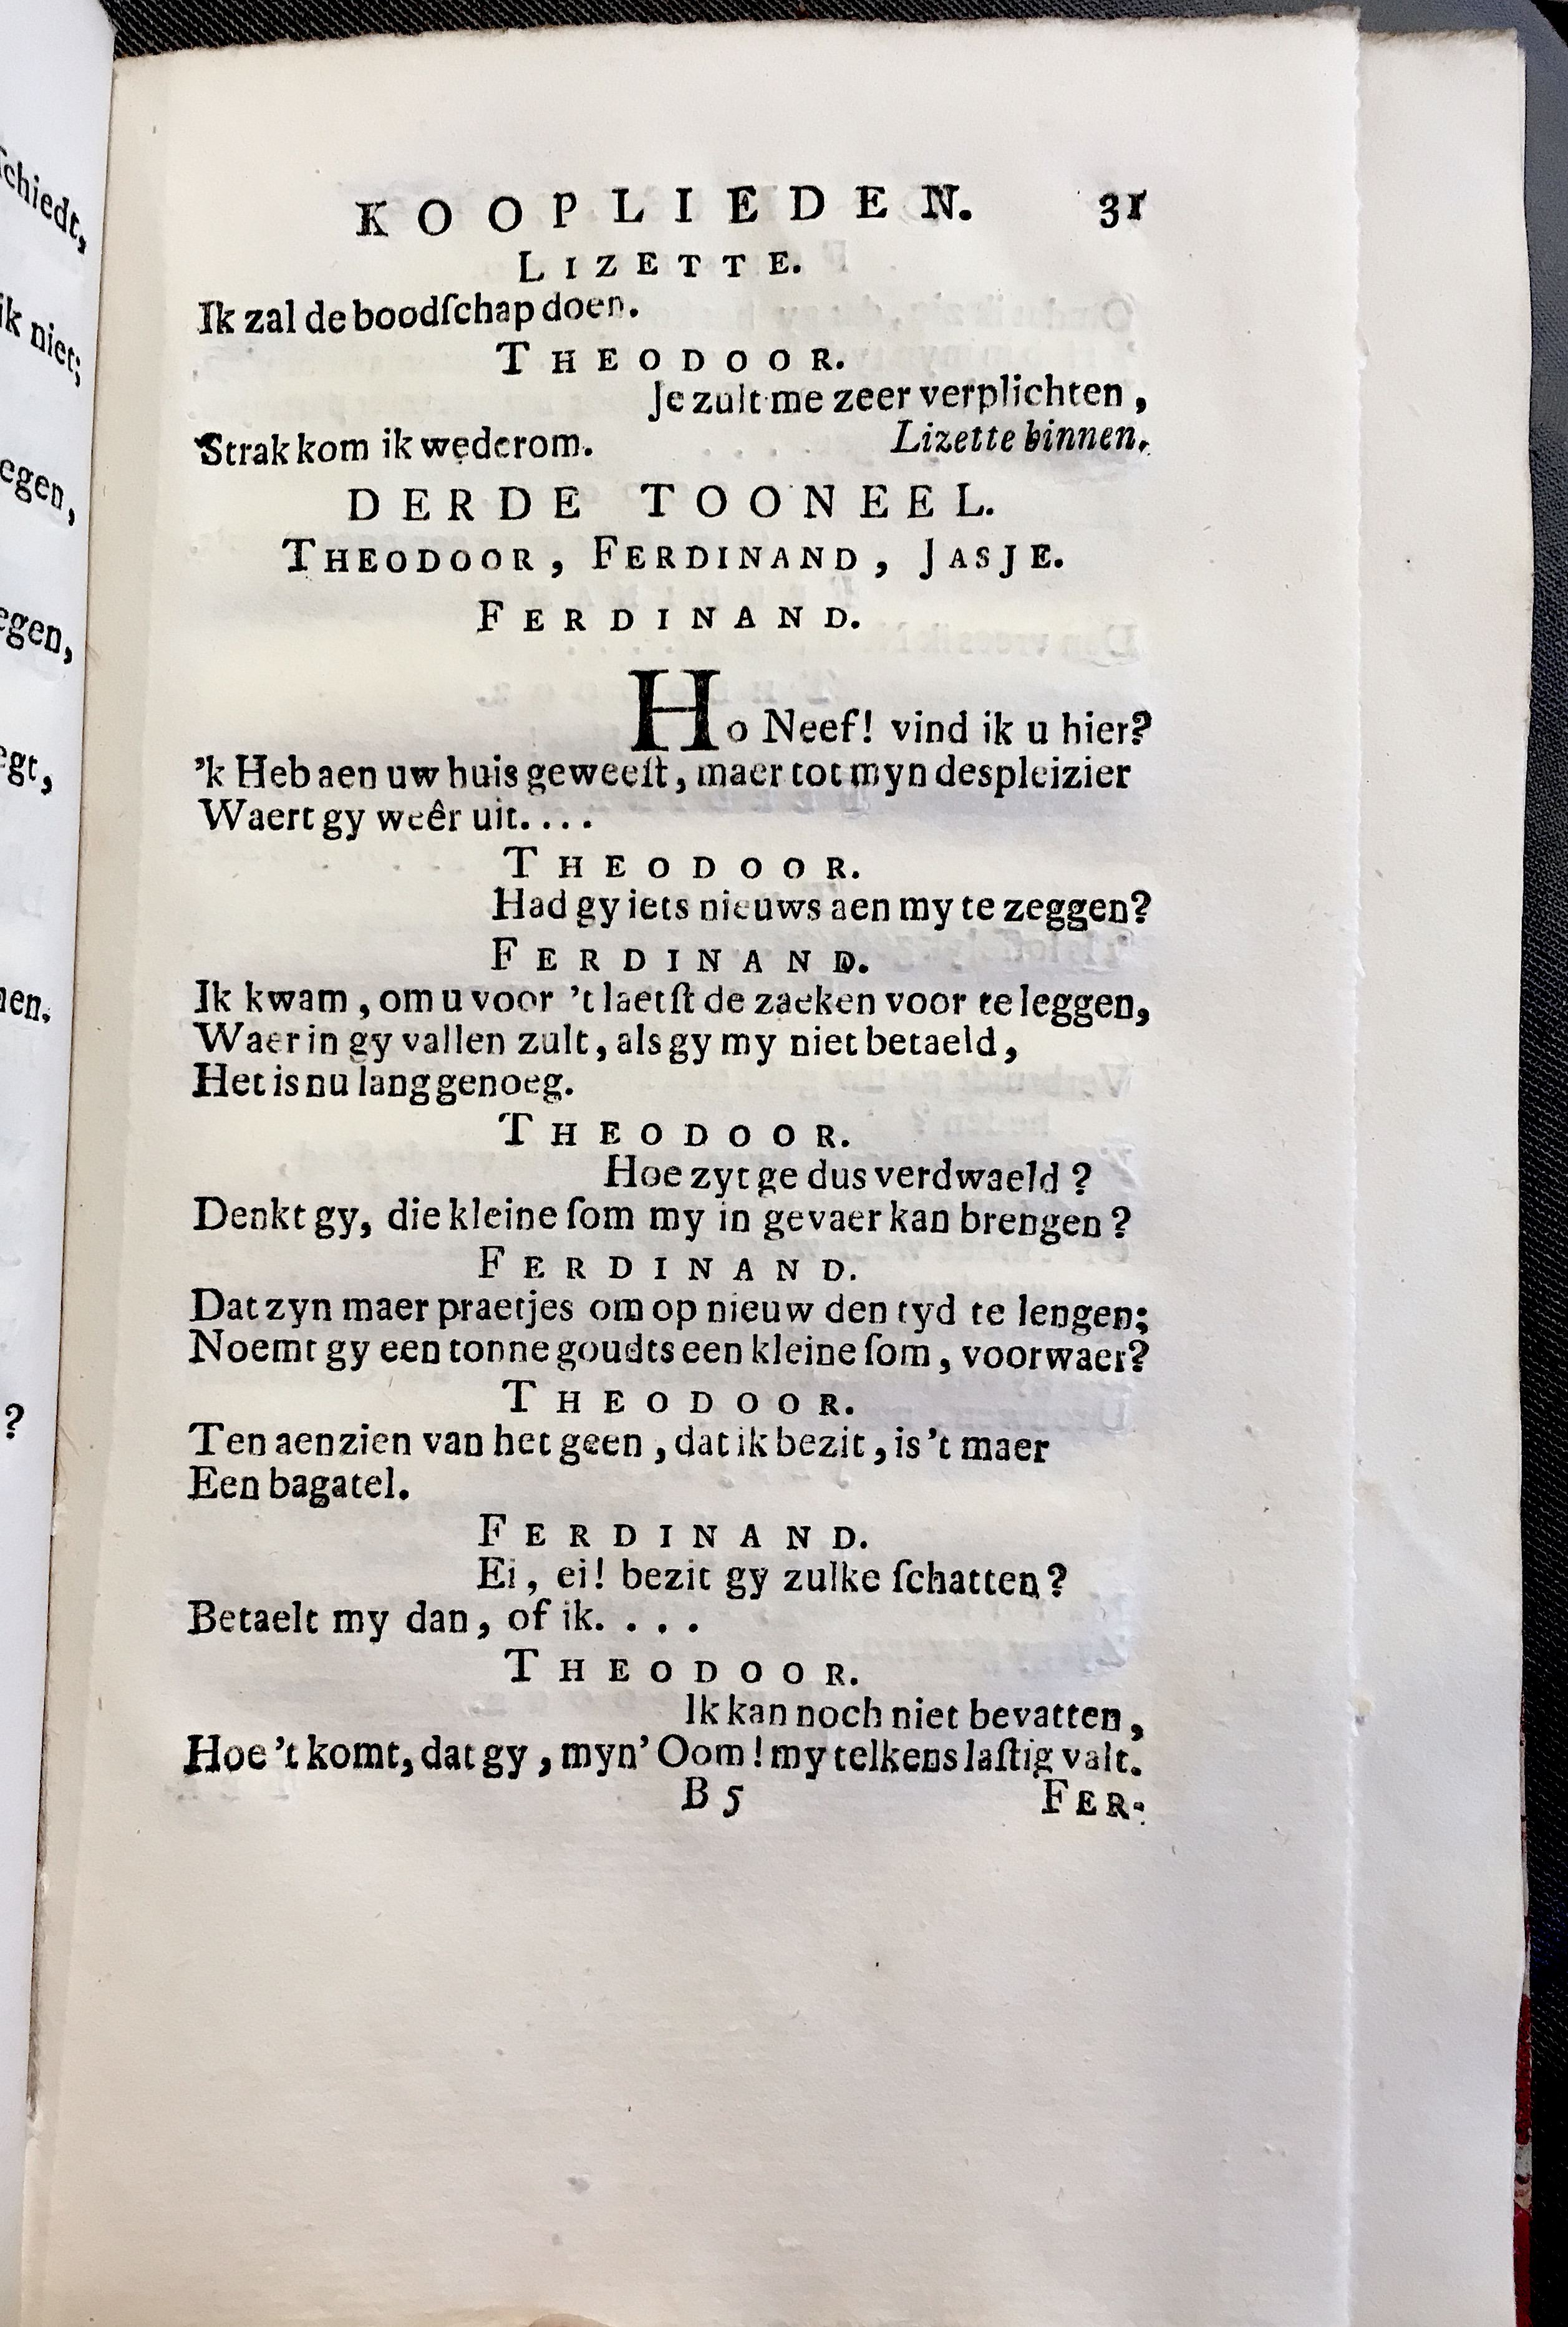 KOOPLIEDEN. 31
LIZETTE.
Ik zal de boodſchap doen.
THEODOOR.
Je zult me zeer verplichten,
Strak kom ik wederom. Lizette binnen.
DERDE TOONEEL.
THEODOOR, FERDINAND, JASJE.
FERDINAND.
Ho Neef! vind ik u hier?
’k Heb aen uw huis geweeſt, maer tot myn despleizier
Waert gy weêr uit....
THEODOOR.
Had gy iets nieuws aen my te zeggen?
FERDINAND.
Ik kwam, om u voor ’t laetſt de zaeken voor te leggen,
Waer in gy vallen zult, als gy my niet betaeld,
Het is nu lang genoeg.
THEODOOR.
Hoe zyt ge dus verdwaeld?
Denkt gy, die kleine ſom my in gevaer kan brengen?
FERDINAND.
Dat zyn maer praetjes om op nieuw den tyd te lengen;
Noemt gy een tonne goudts een kleine ſom, voorwaer?
THEODOOR.
Ten aenzien van het geen, dat ik bezit, is ’t maer
Een bagatel.
FERDINAND.
Ei, ei! bezit gy zulke ſchatten?
Betaelt my dan, of ik....
THEODOOR.
Ik kan noch niet bevatten,
Hoe ’t komt, dat gy, myn’ Oom! my telkens laſtig valt.
B 5 FER-